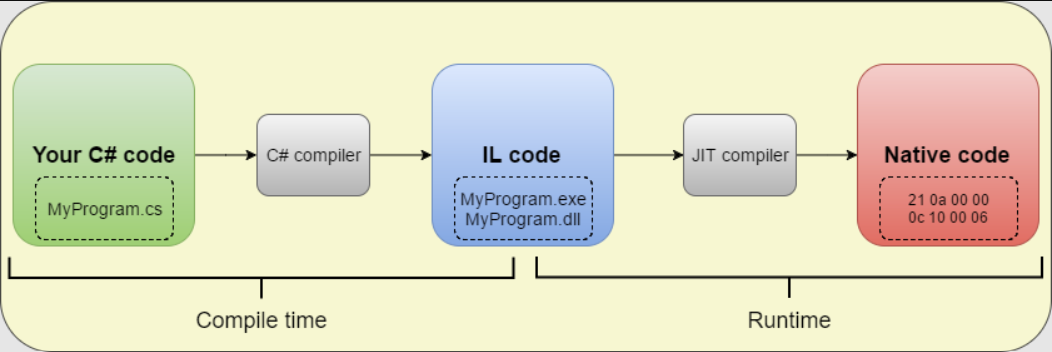 Your C# code
MyProgram.cs
C# compiler
IL code
MyProgram.exe
MyProgram.dll
JIT compiler
Native code
21 0a 00 00
0c 10 00 06
Compile time
Runtime